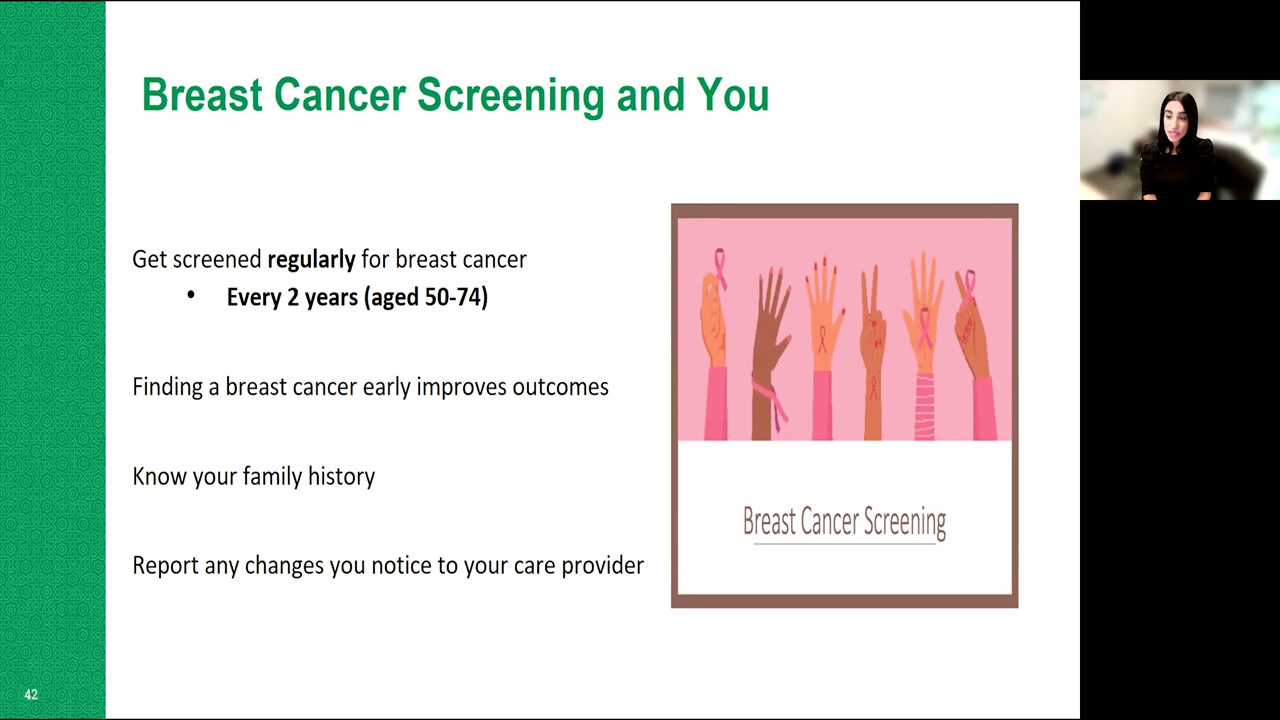 Breast Cancer Screening and You
Get screened regularly for breast cancer
• Every 2 years (aged 50-74)
Finding a breast cancer early improves outcomes
Know your family history
Report any changes you notice to your care provider
Breast Cancer Screening
42